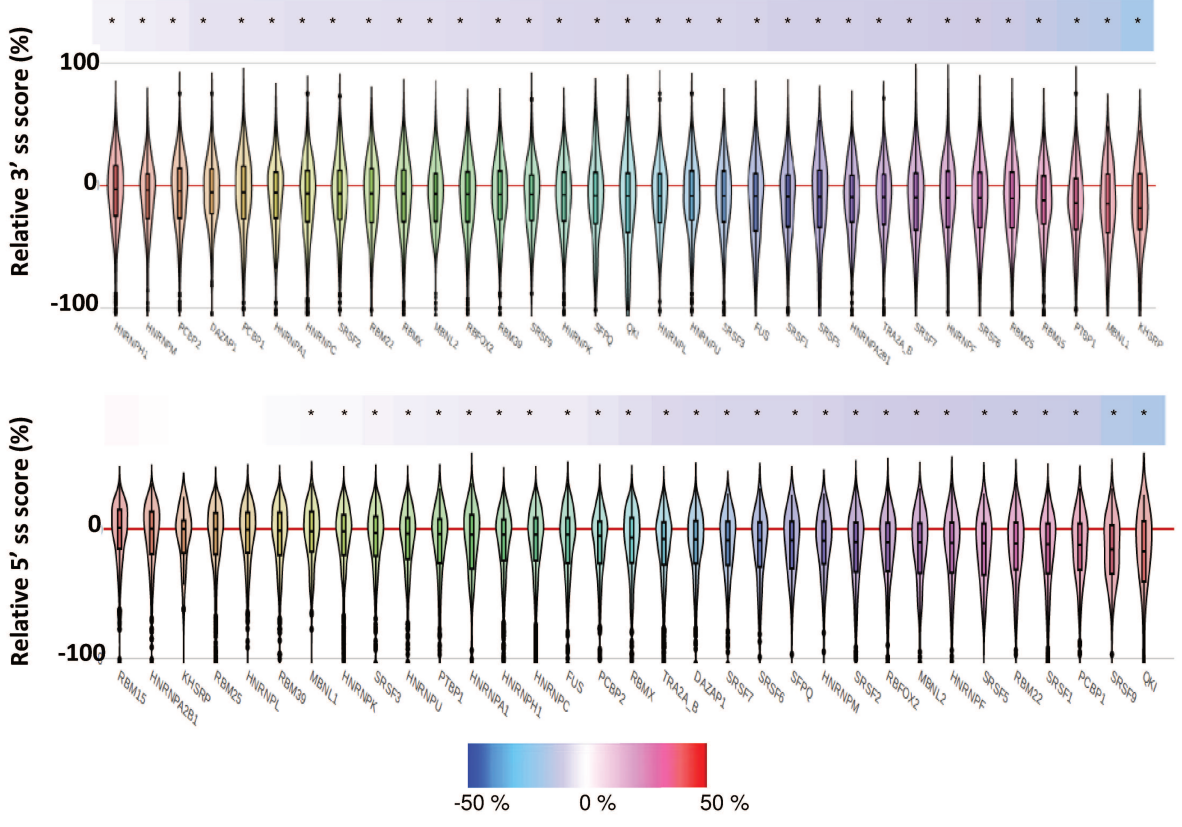 * * * * * * * * * * * * * * * * * * * * * * * * * * * * * * * * *
Relative 3' ss score (%)
100
0
-100
HNRNPH1 HNRNPM PCBP2 DAZAP1 PCBP1 HNRNPA1 HNRNPC SRSF2 RBM22 RBMX MBNL2 RBFOX2 RBM39 SRSF9 HNRNPK SFPQ QKI HNRNPL HNRNPU SRSF3 FUS SRSF1 SRSF5 HNRNPA2B1 TRA2A_B SRSF7 HNRNPF SRSF6 RBM25 RBM15 PTBP1 MBNL1 KHSRP
* * * * * * * * * * * * * * * * * * * * * * * * * * *
Relative 5' ss score (%)
0
-100
RBM15 HNRNPA2B1 KHSRP RBM25 HNRNPL RBM39 MBNL1 HNRNPK SRSF3 HNRNPU PTBP1 HNRNPA1 HNRNPH1 HNRNPC FUS PCBP2 RBMX TRA2A_B DAZAP1 SRSF7 SRSF6 SFPQ HNRNPM SRSF2 RBFOX2 MBNL2 HNRNPF SRSF5 RBM22 SRSF1 PCBP1 SRSF9 QKI
-50 % 0 % 50 %